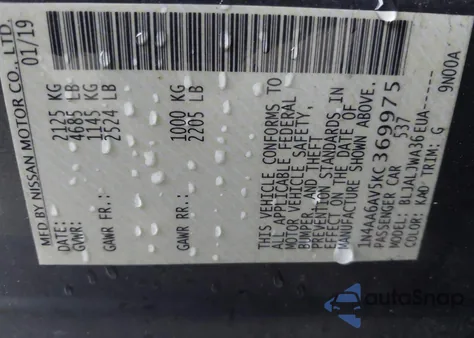 MFD.BY NISSAN MOTOR CO., LTD.
DATE: 01/19
GVWR: 2125 KG
4685 LB
GAWR FR.: 1145 KG
2524 LB
GAWR RR.: 1000 KG
2205 LB
THIS VEHICLE CONFORMS TO
ALL APPLICABLE FEDERAL
MOTOR VEHICLE SAFETY,
BUMPER, AND THEFT
PREVENTION STANDARDS IN
EFFECT ON THE DATE OF
MANUFACTURE SHOWN ABOVE.
1N4AA6AV5KC369975
PASSENGER CAR 537
MODEL: BLJALJWA36EUA
COLOR: KAD TRIM: G 9N00A
autoSnap